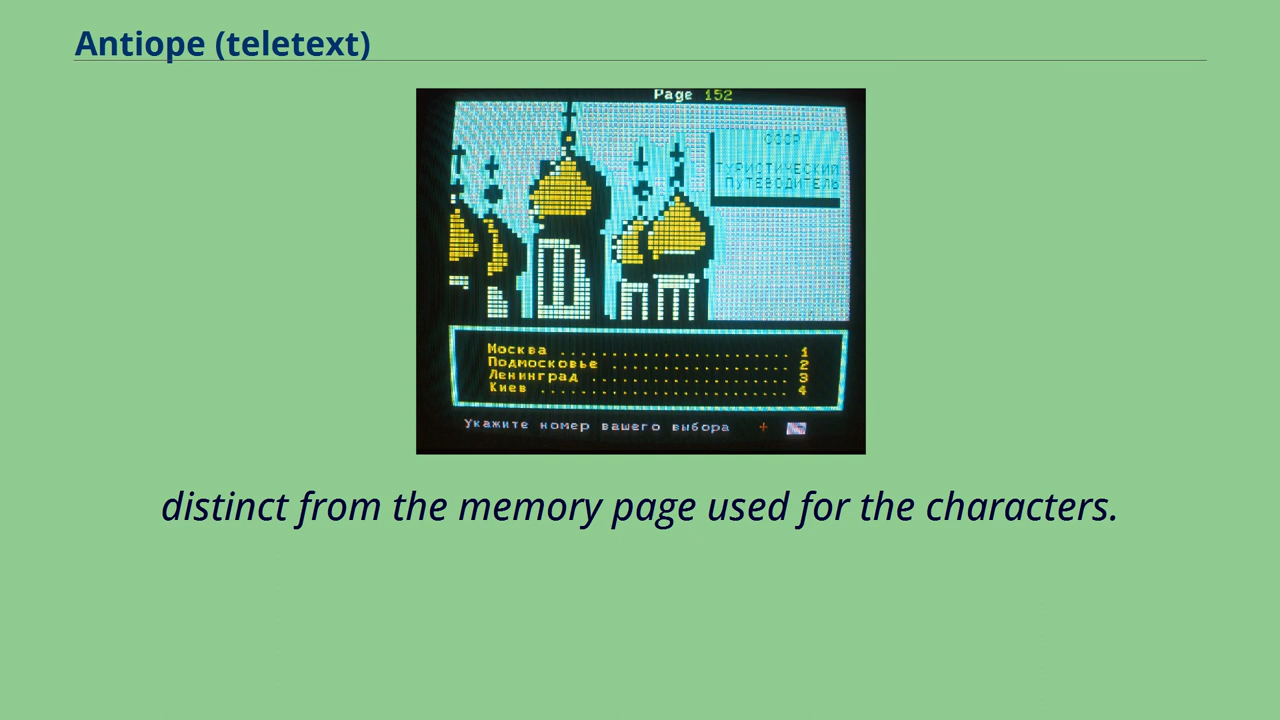 Antiope (teletext)
Page 152
СССР
ТУРИСТИЧЕСКИЙ
ПУТЕВОДИТЕЛЬ
Москва ....................... 1
Подмосковье .................. 2
Ленинград .................... 3
Киев ......................... 4
Укажите номер вашего выбора +
distinct from the memory page used for the characters.